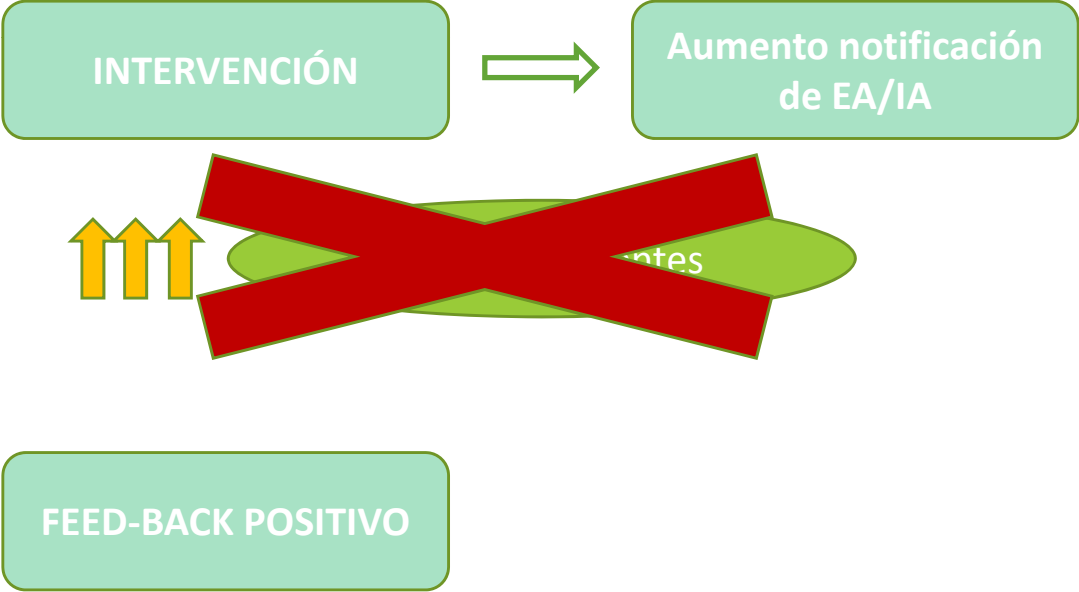 INTERVENCIÓN
Aumento notificación
de EA/IA
FEED-BACK POSITIVO